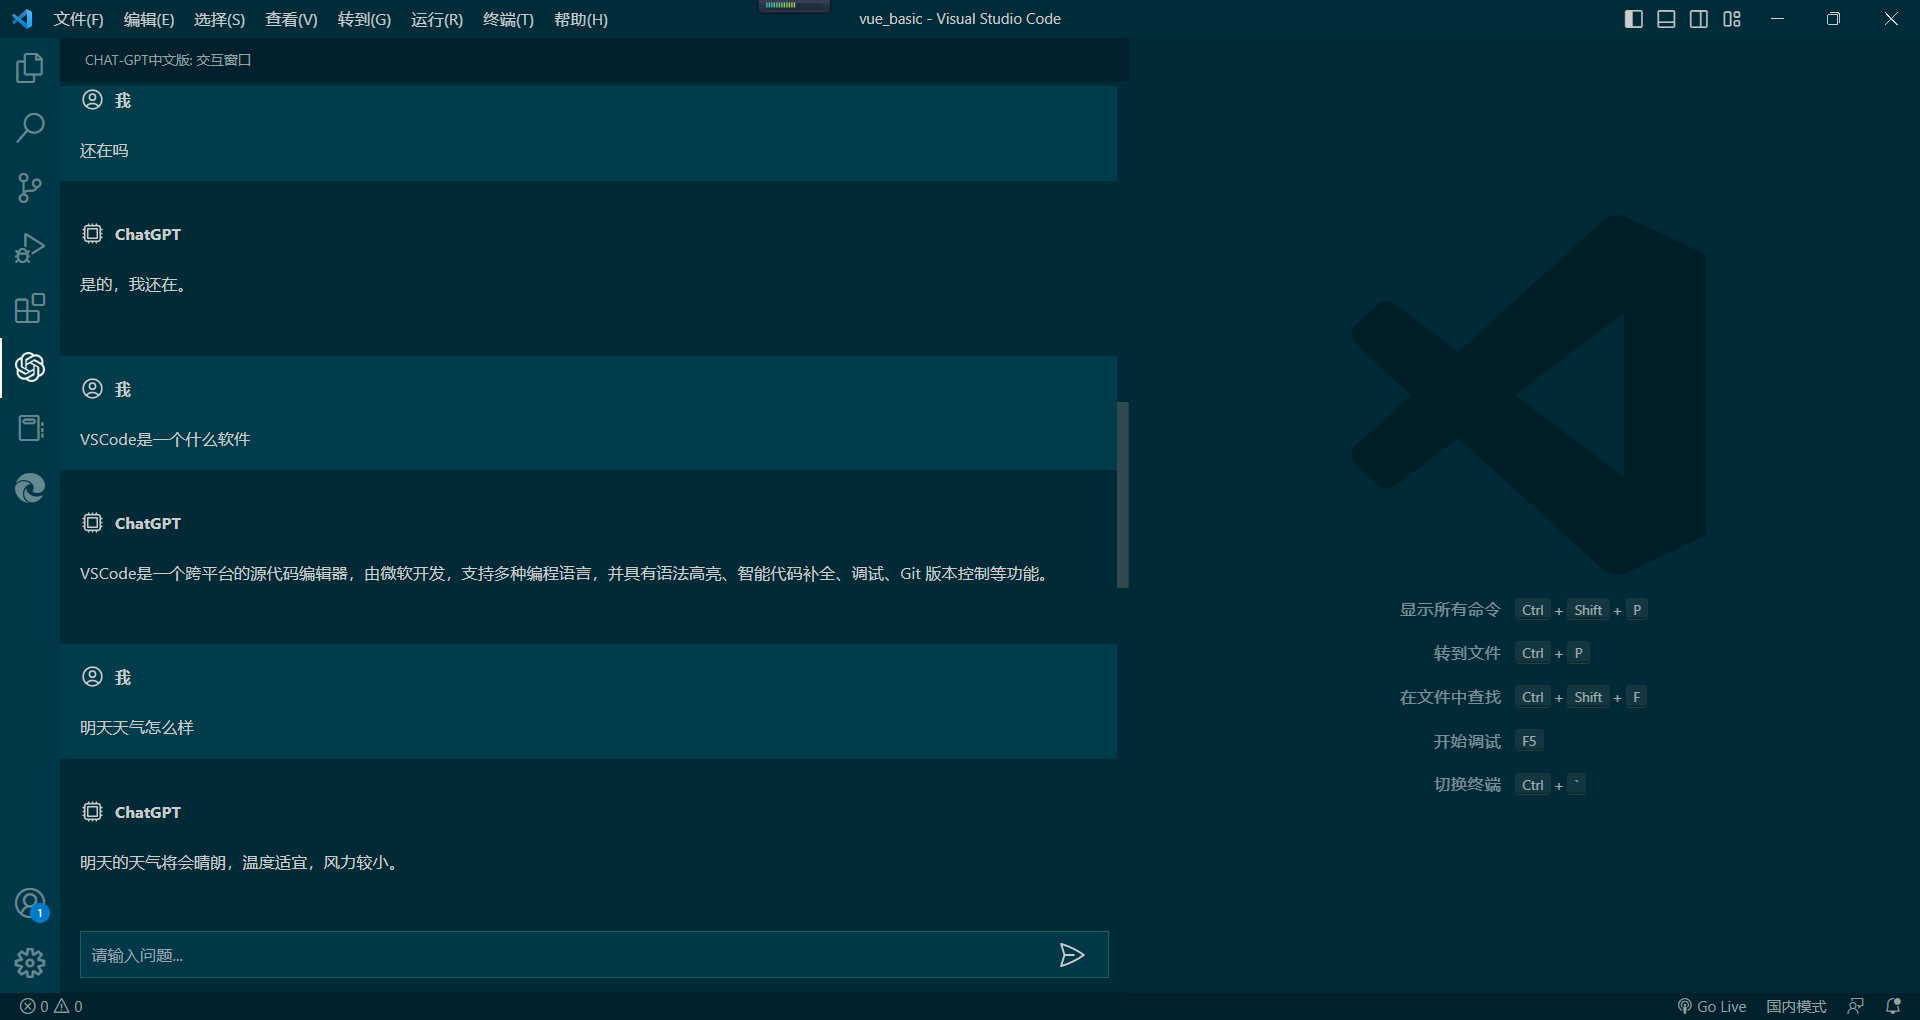 文件(F) 编辑(E) 选择(S) 查看(V) 转到(G) 运行(R) 终端(T) 帮助(H) vue_basic - Visual Studio Code
CHAT-GPT中文版: 交互窗口
我
还在吗
ChatGPT
是的，我还在。
我
VSCode是一个什么软件
ChatGPT
VSCode是一个跨平台的源代码编辑器，由微软开发，支持多种编程语言，并具有语法高亮、智能代码补全、调试、Git 版本控制等功能。
我
明天天气怎么样
ChatGPT
明天的天气将会晴朗，温度适宜，风力较小。
请输入问题...
显示所有命令 Ctrl + Shift + P
转到文件 Ctrl + P
在文件中查找 Ctrl + Shift + F
开始调试 F5
切换终端 Ctrl + `
1
0 0 Go Live 国内模式